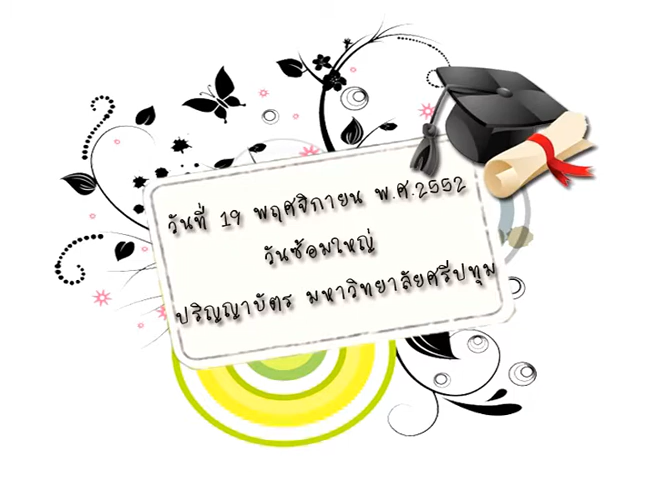 วันที่ 19 พฤศจิกายน พ.ศ.2552
วันซ้อมใหญ่
ปริญญาบัตร มหาวิทยาลัยศรีปทุม